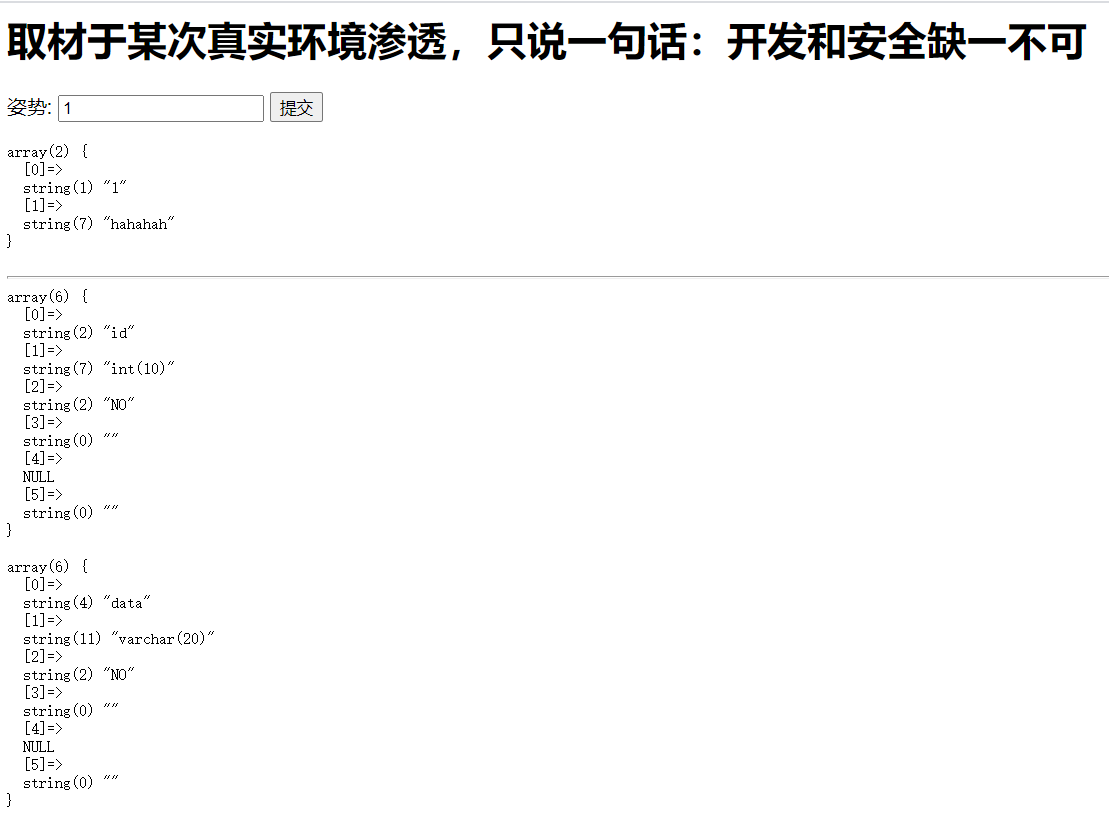 取材于某次真实环境渗透，只说一句话：开发和安全缺一不可
姿势: 1 提交
array(2) {
  [0]=>
  string(1) "1"
  [1]=>
  string(7) "hahahah"
}
array(6) {
  [0]=>
  string(2) "id"
  [1]=>
  string(7) "int(10)"
  [2]=>
  string(2) "NO"
  [3]=>
  string(0) ""
  [4]=>
  NULL
  [5]=>
  string(0) ""
}
array(6) {
  [0]=>
  string(4) "data"
  [1]=>
  string(11) "varchar(20)"
  [2]=>
  string(2) "NO"
  [3]=>
  string(0) ""
  [4]=>
  NULL
  [5]=>
  string(0) ""
}